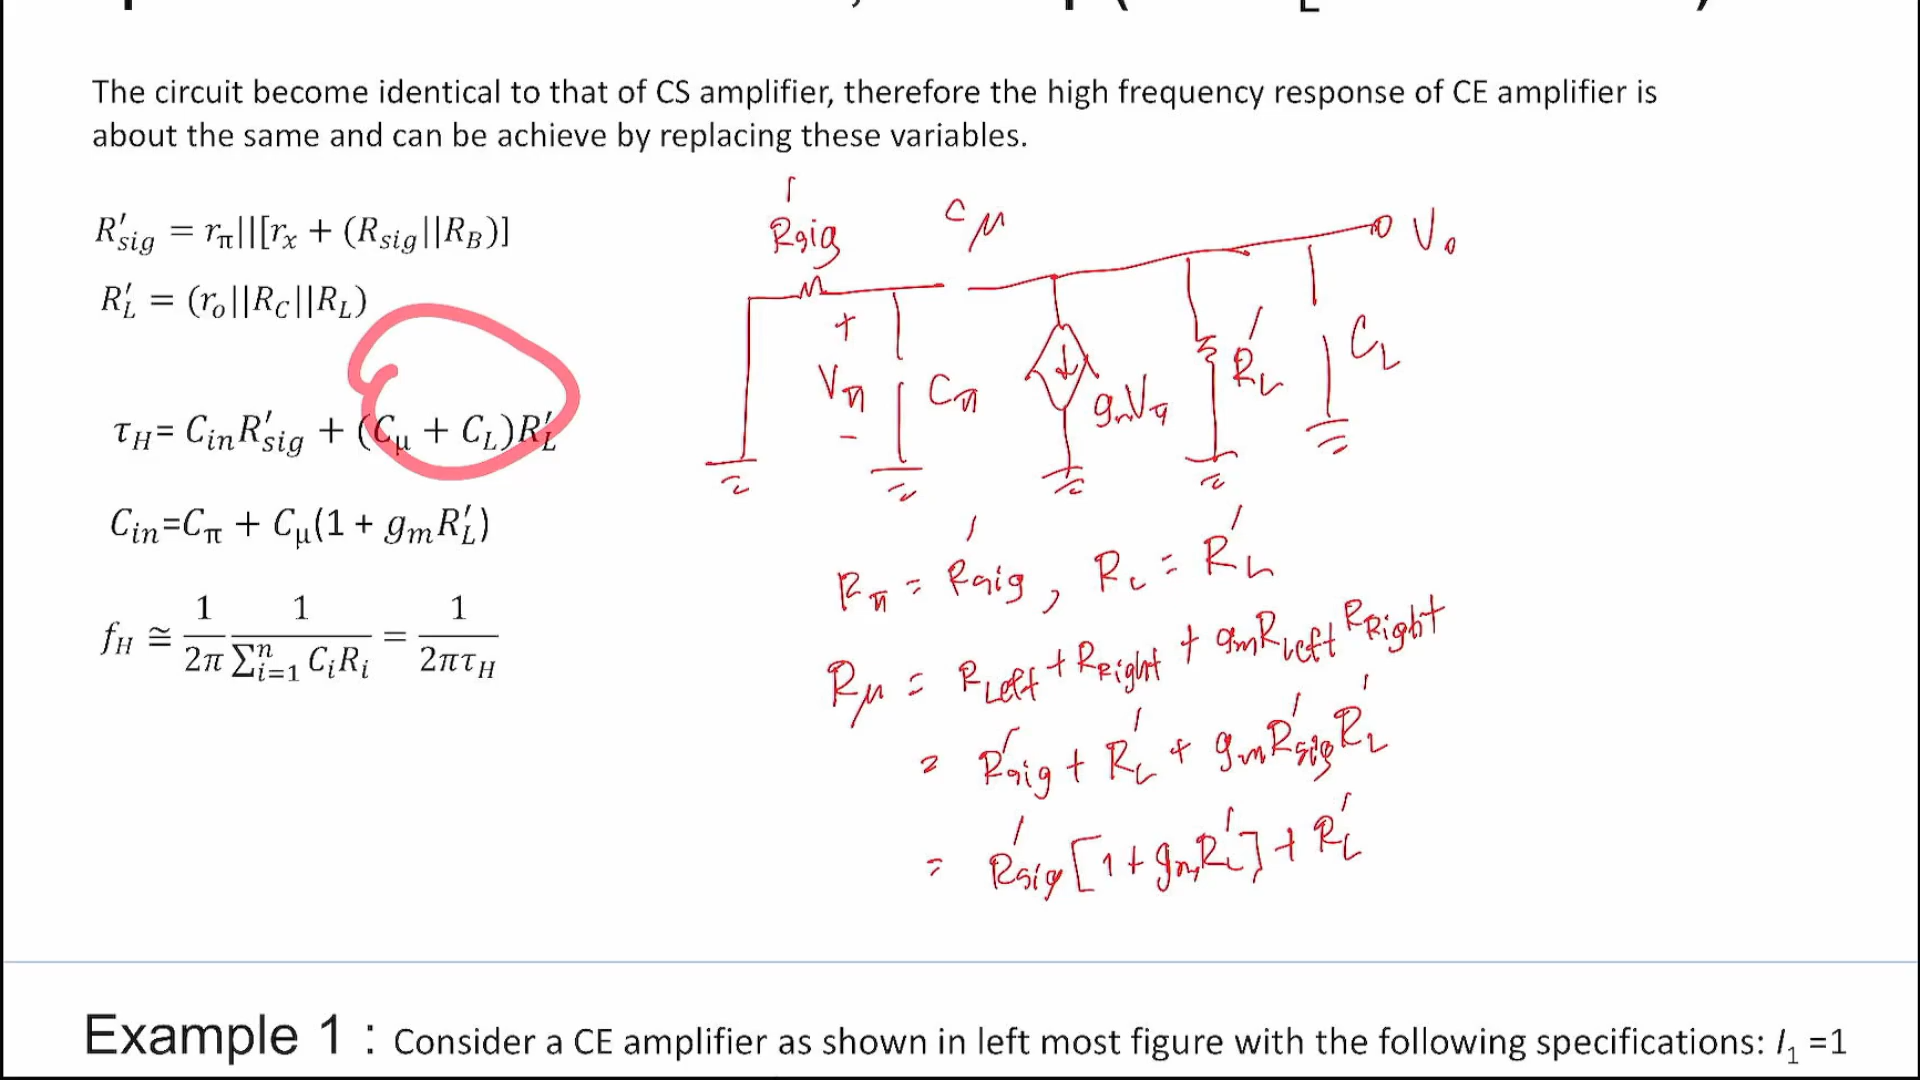 The circuit become identical to that of CS amplifier, therefore the high frequency response of CE amplifier is
about the same and can be achieve by replacing these variables.
R′sig = rπ||[rx + (Rsig||RB)]
R′L = (ro||RC||RL)
τH= CinR′sig + (Cμ + CL)R′L
Cin=Cπ + Cμ(1 + gmR′L)
fH ≅ 1/2π 1/∑ⁿi=1 CiRi = 1/2πτH
R′sig
Cμ
Vo
+
Vπ
-
Cπ
gmVπ
R′L
CL
Rπ = R′sig , RL = R′L
Rμ = RLeft + RRight + gmRLeft RRight
= R′sig + R′L + gmR′sigR′L
= R′sig[1 + gmR′L] + R′L
Example 1 : Consider a CE amplifier as shown in left most figure with the following specifications: I1 =1